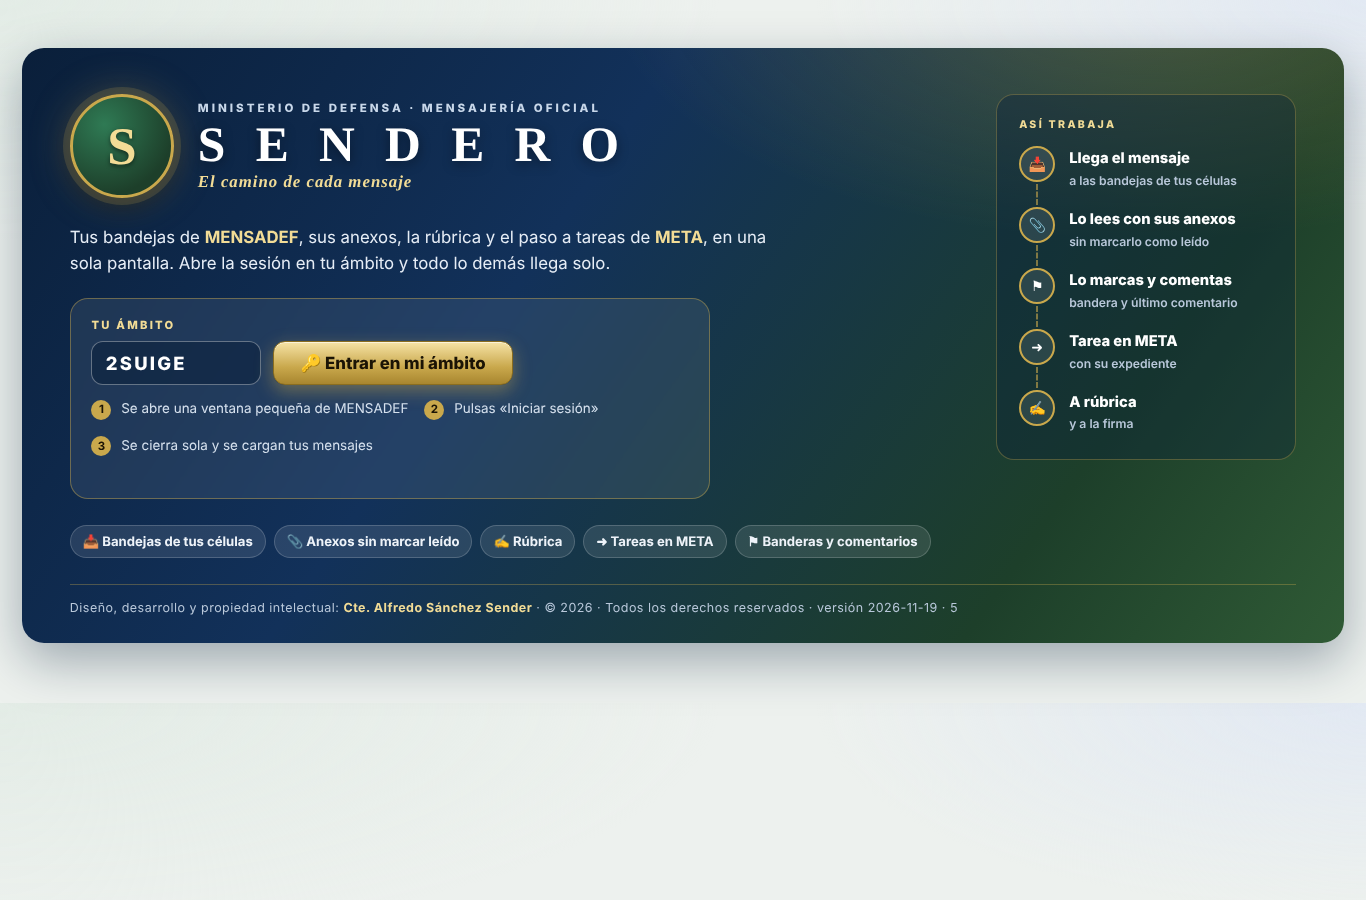 S
MINISTERIO DE DEFENSA · MENSAJERÍA OFICIAL
SENDERO
El camino de cada mensaje
Tus bandejas de MENSADEF, sus anexos, la rúbrica y el paso a tareas de META, en una
sola pantalla. Abre la sesión en tu ámbito y todo lo demás llega solo.
TU ÁMBITO
2SUIGE
🔑 Entrar en mi ámbito
1 Se abre una ventana pequeña de MENSADEF
2 Pulsas «Iniciar sesión»
3 Se cierra sola y se cargan tus mensajes
📥 Bandejas de tus células
📎 Anexos sin marcar leído
✍ Rúbrica
➜ Tareas en META
⚑ Banderas y comentarios
ASÍ TRABAJA
Llega el mensaje
a las bandejas de tus células
Lo lees con sus anexos
sin marcarlo como leído
Lo marcas y comentas
bandera y último comentario
Tarea en META
con su expediente
A rúbrica
y a la firma
Diseño, desarrollo y propiedad intelectual: Cte. Alfredo Sánchez Sender · © 2026 · Todos los derechos reservados · versión 2026-11-19 · 5